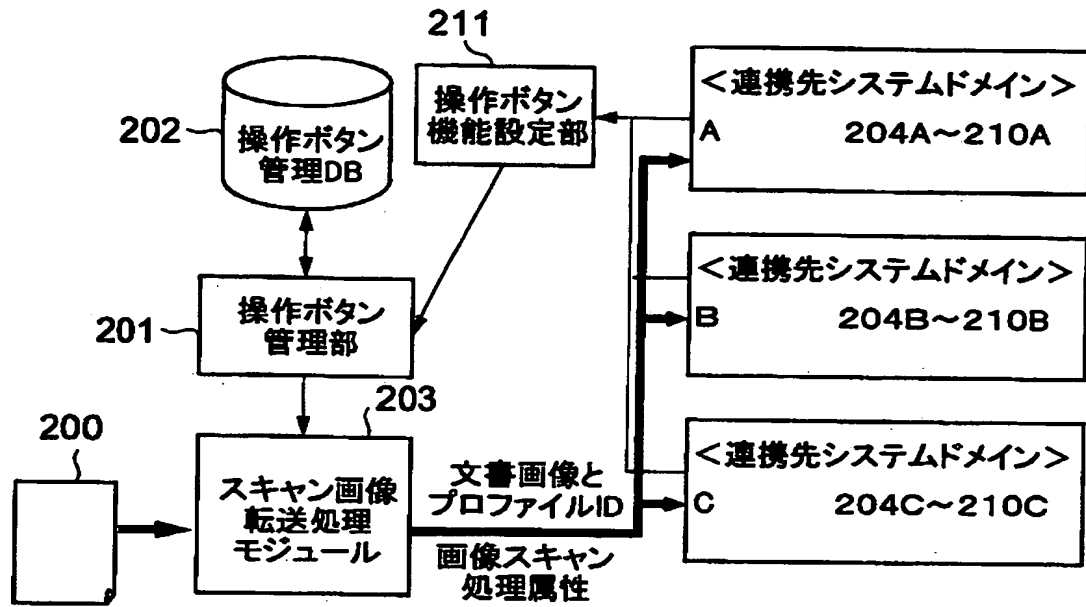 211
202
操作ボタン
管理DB
操作ボタン
機能設定部
<連携先システムドメイン>
A
204A~210A
<連携先システムドメイン>
B
204B~210B
<連携先システムドメイン>
C
204C~210C
201
操作ボタン
管理部
203
200
スキャン画像
転送処理
モジュール
文書画像と
プロファイルID
画像スキャン
処理属性